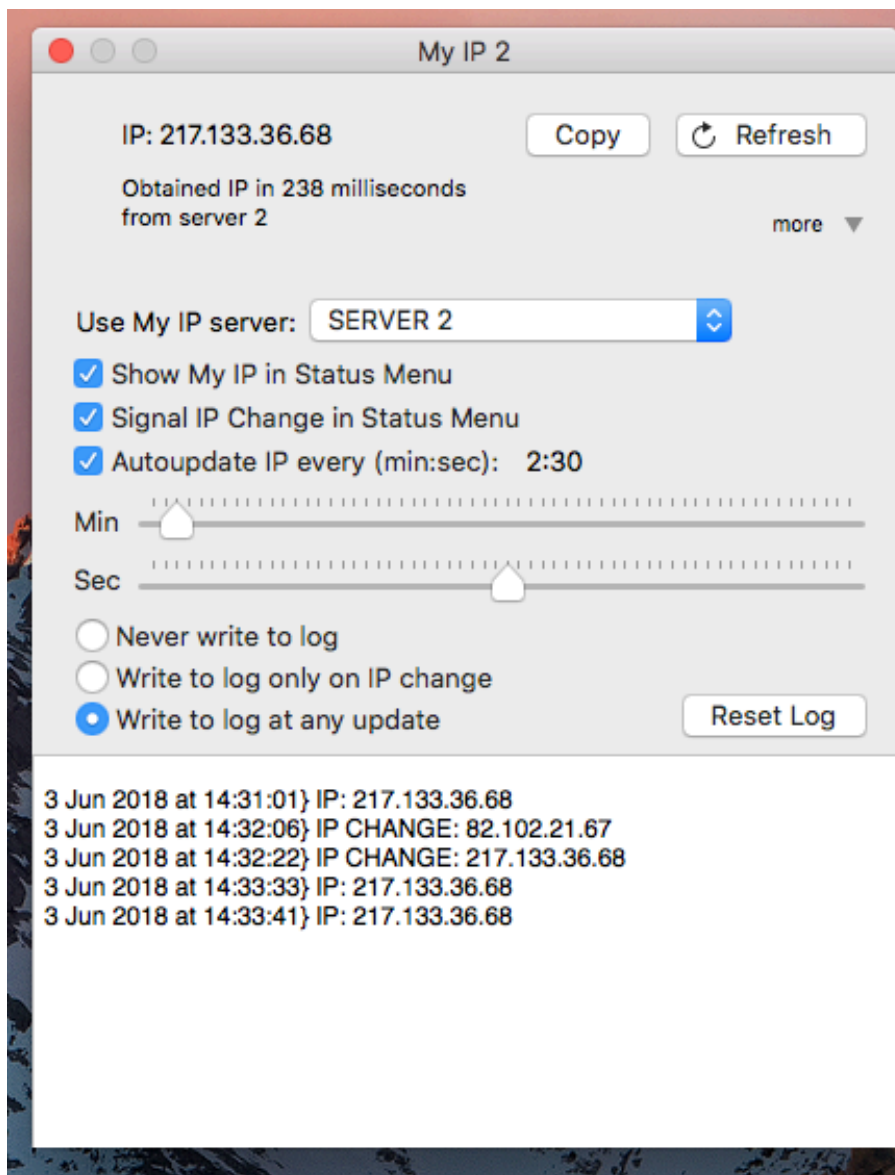 My IP 2
IP: 217.133.36.68
Copy
Refresh
Obtained IP in 238 milliseconds
from server 2
more
Use My IP server:
SERVER 2
Show My IP in Status Menu
Signal IP Change in Status Menu
Autoupdate IP every (min:sec): 2:30
Min
Sec
Never write to log
Write to log only on IP change
Write to log at any update
Reset Log
3 Jun 2018 at 14:31:01} IP: 217.133.36.68
3 Jun 2018 at 14:32:06} IP CHANGE: 82.102.21.67
3 Jun 2018 at 14:32:22} IP CHANGE: 217.133.36.68
3 Jun 2018 at 14:33:33} IP: 217.133.36.68
3 Jun 2018 at 14:33:41} IP: 217.133.36.68